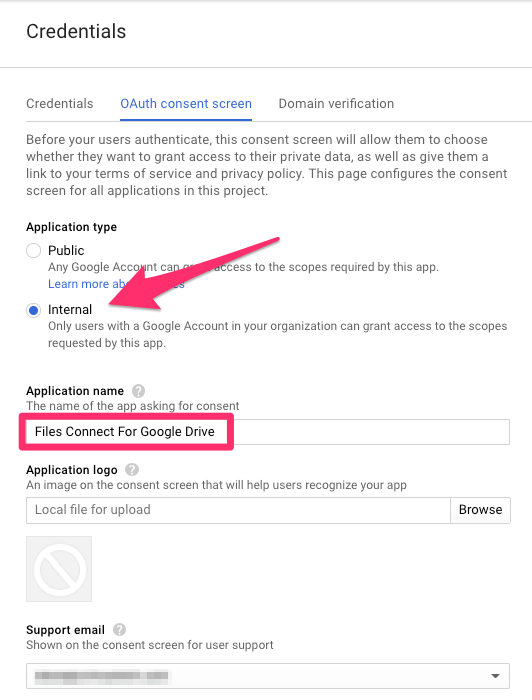 Credentials
Credentials OAuth consent screen Domain verification
Before your users authenticate, this consent screen will allow them to choose
whether they want to grant access to their private data, as well as give them a
link to your terms of service and privacy policy. This page configures the consent
screen for all applications in this project.
Application type
Public
Any Google Account can access to the scopes required by this app.
Learn more
Internal
Only users with a Google Account in your organization can grant access to the scopes
requested by this app.
Application name ?
The name of the app asking for consent
Files Connect For Google Drive
Application logo ?
An image on the consent screen that will help users recognize your app
Local file for upload Browse
Support email ?
Shown on the consent screen for user support